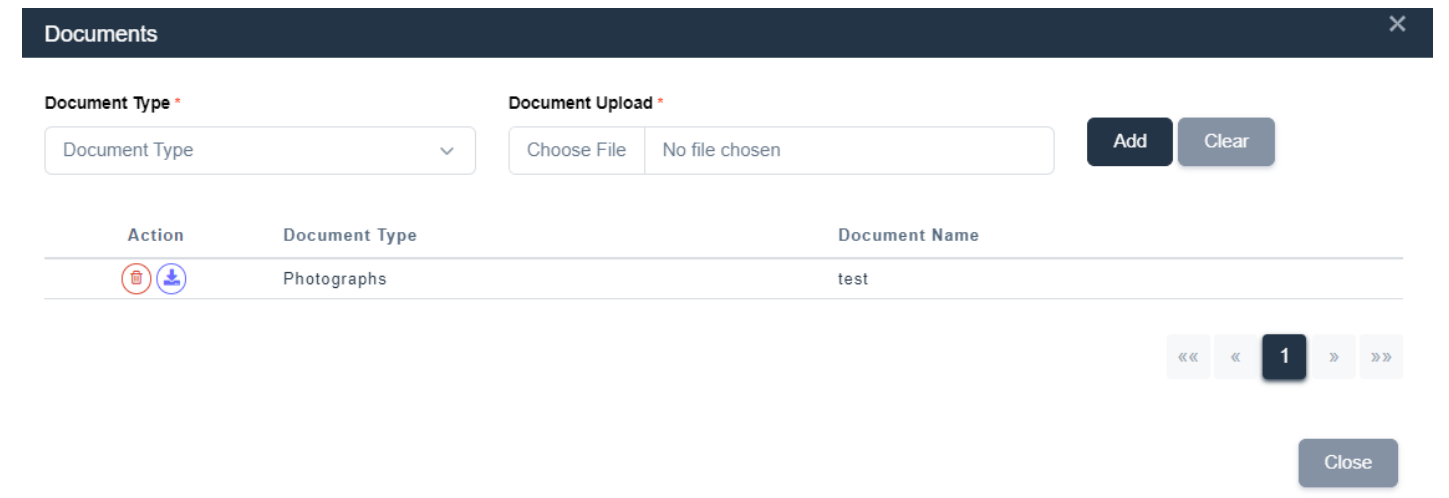 Documents ×
Document Type * Document Upload *
Document Type Choose File No file chosen Add Clear
Action Document Type Document Name
Photographs test
«« « 1 » »»
Close